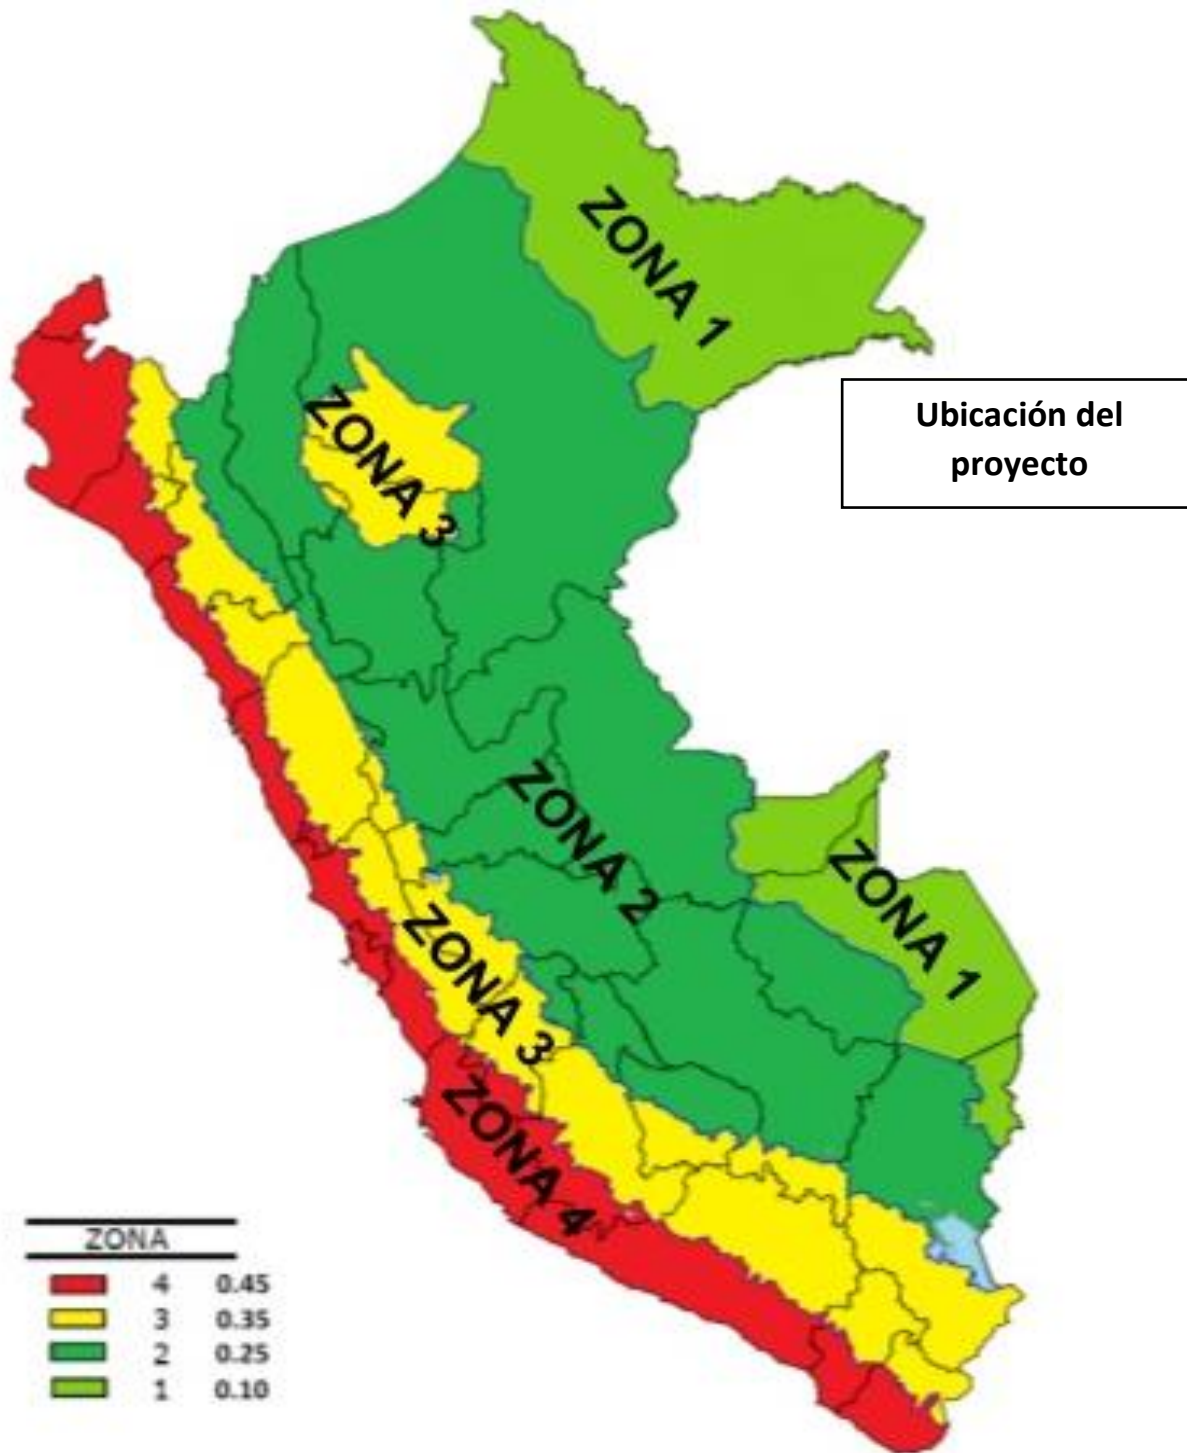 ZONA 1
Ubicación del
proyecto
ZONA 3
ZONA 2
ZONA 1
ZONA 3
ZONA 4
ZONA
4 0.45
3 0.35
2 0.25
1 0.10